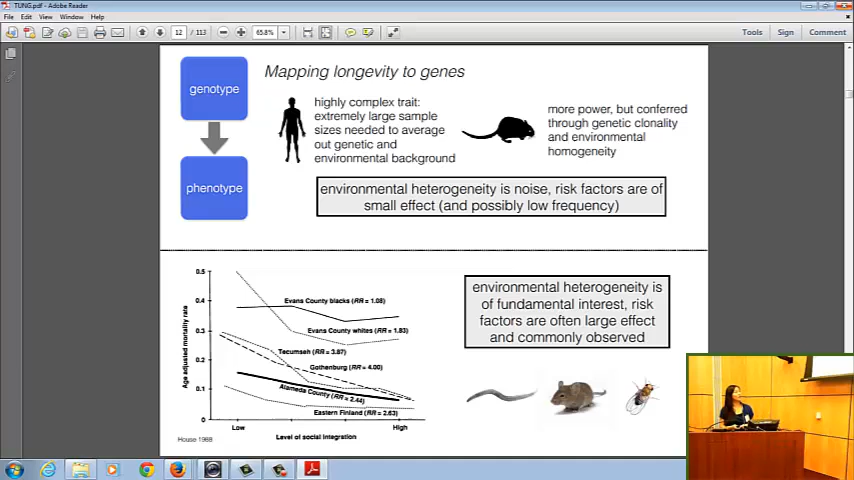 TUNG.pdf - Adobe Reader
File Edit View Window Help
12 / 113
65.8%
Tools Sign Comment
Mapping longevity to genes
genotype
phenotype
highly complex trait:
extremely large sample
sizes needed to average
out genetic and
environmental background
more power, but conferred
through genetic clonality
and environmental
homogeneity
environmental heterogeneity is noise, risk factors are of
small effect (and possibly low frequency)
Age adjusted mortality rate
0.5
0.4
0.3
0.2
0.1
0
Evans County blacks (RR = 1.08)
Evans County whites (RR = 1.83)
Tecumseh (RR = 3.87)
Gothenburg (RR = 4.00)
Alameda County (RR = 2.44)
Eastern Finland (RR = 2.63)
Low
High
Level of social integration
House 1988
environmental heterogeneity is
of fundamental interest, risk
factors are often large effect
and commonly observed